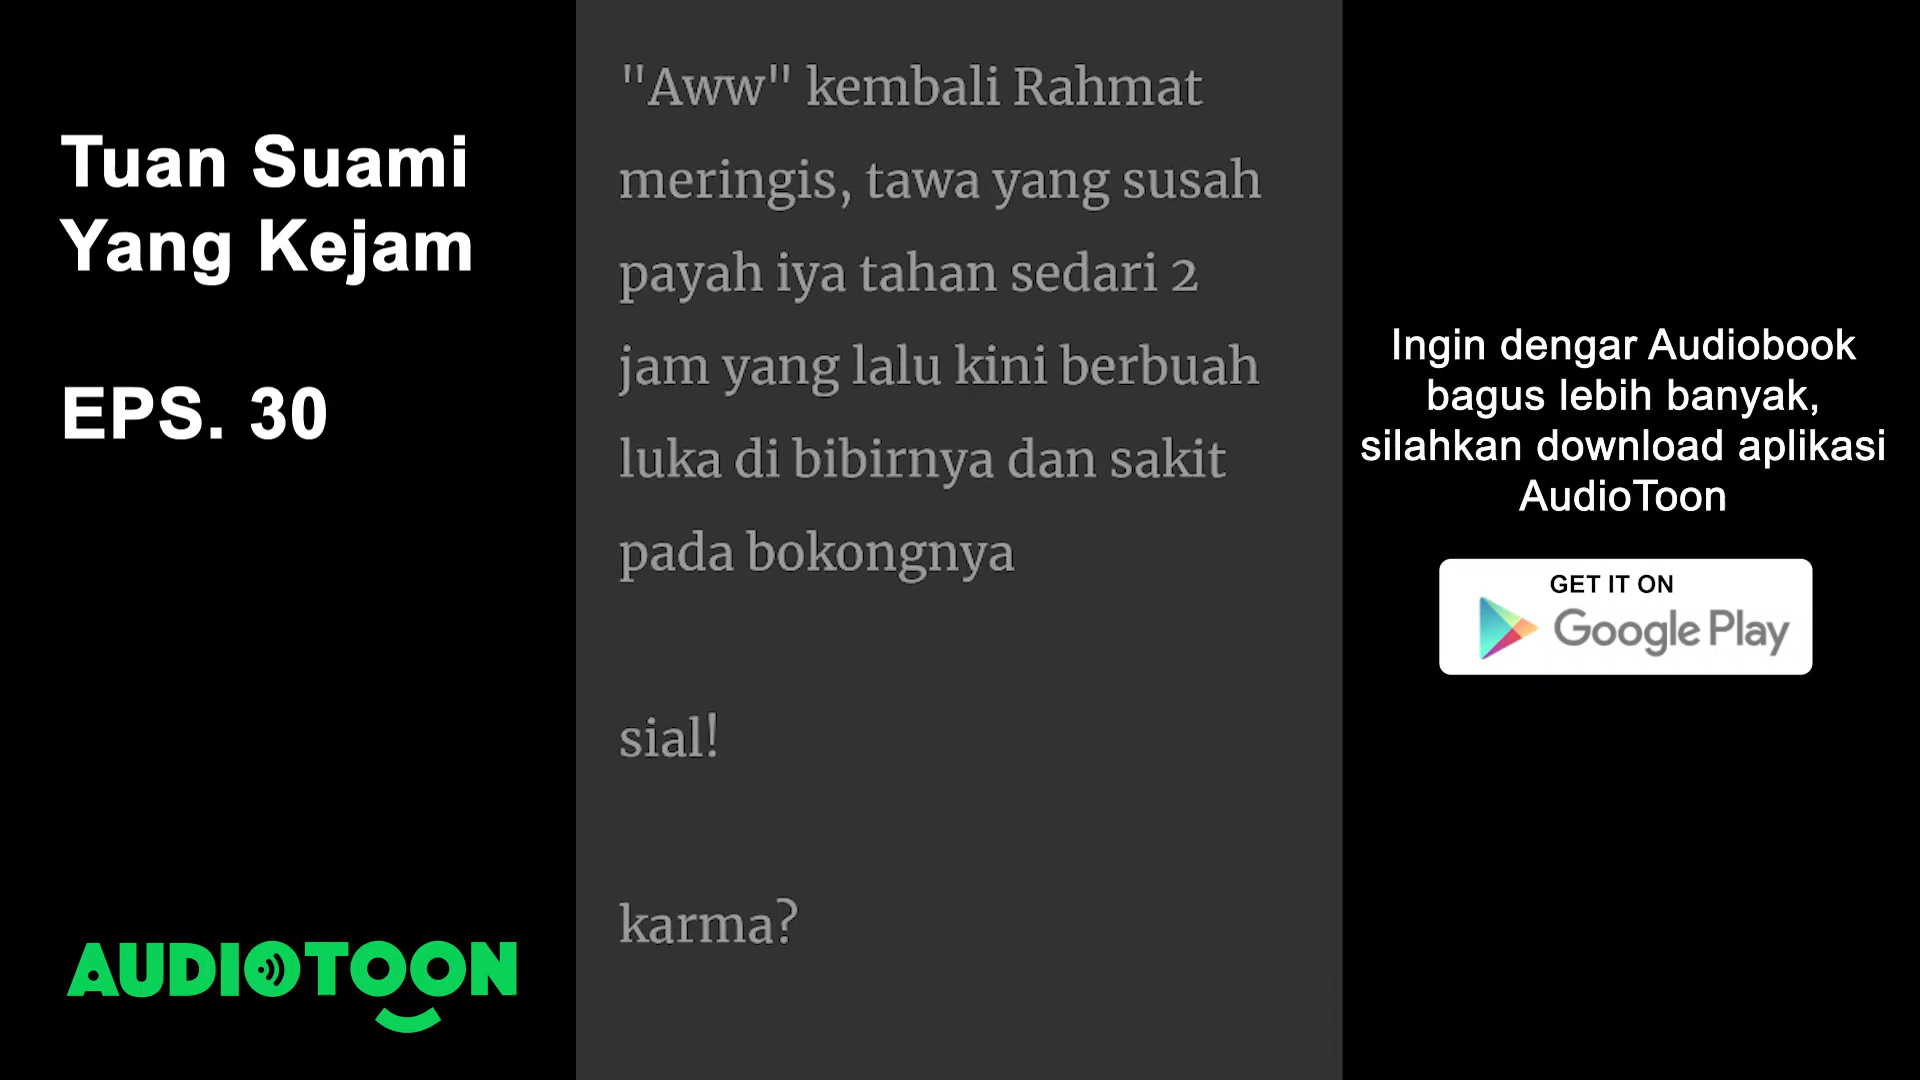 Tuan Suami
Yang Kejam
EPS. 30
AUDIOTOON
"Aww" kembali Rahmat
meringis, tawa yang susah
payah iya tahan sedari 2
jam yang lalu kini berbuah
luka di bibirnya dan sakit
pada bokongnya
sial!
karma?
Ingin dengar Audiobook
bagus lebih banyak,
silahkan download aplikasi
AudioToon
GET IT ON
Google Play